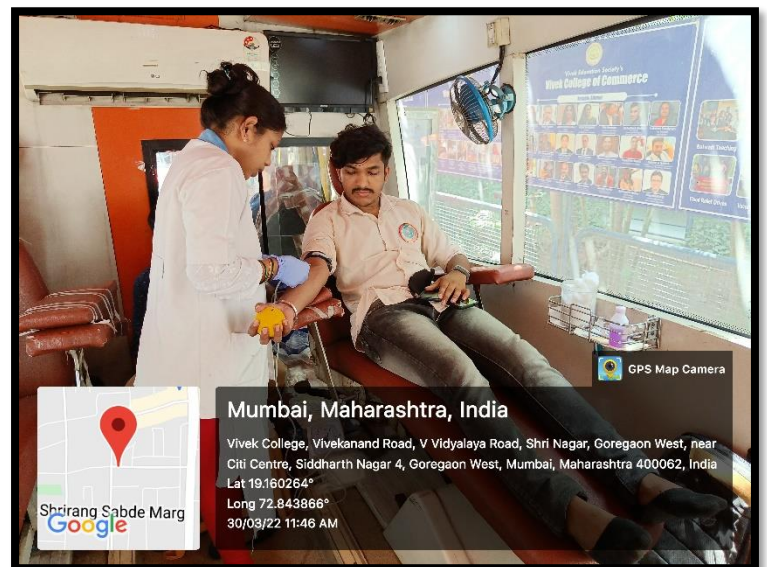 Vivek Education Society's
Vivek College of Commerce
GPS Map Camera
Mumbai, Maharashtra, India
Vivek College, Vivekanand Road, V Vidyalaya Road, Shri Nagar, Goregaon West, near
Citi Centre, Siddharth Nagar 4, Goregaon West, Mumbai, Maharashtra 400062, India
Lat 19.160264°
Long 72.843866°
30/03/22 11:46 AM
Shrirang Sabde Marg
Google